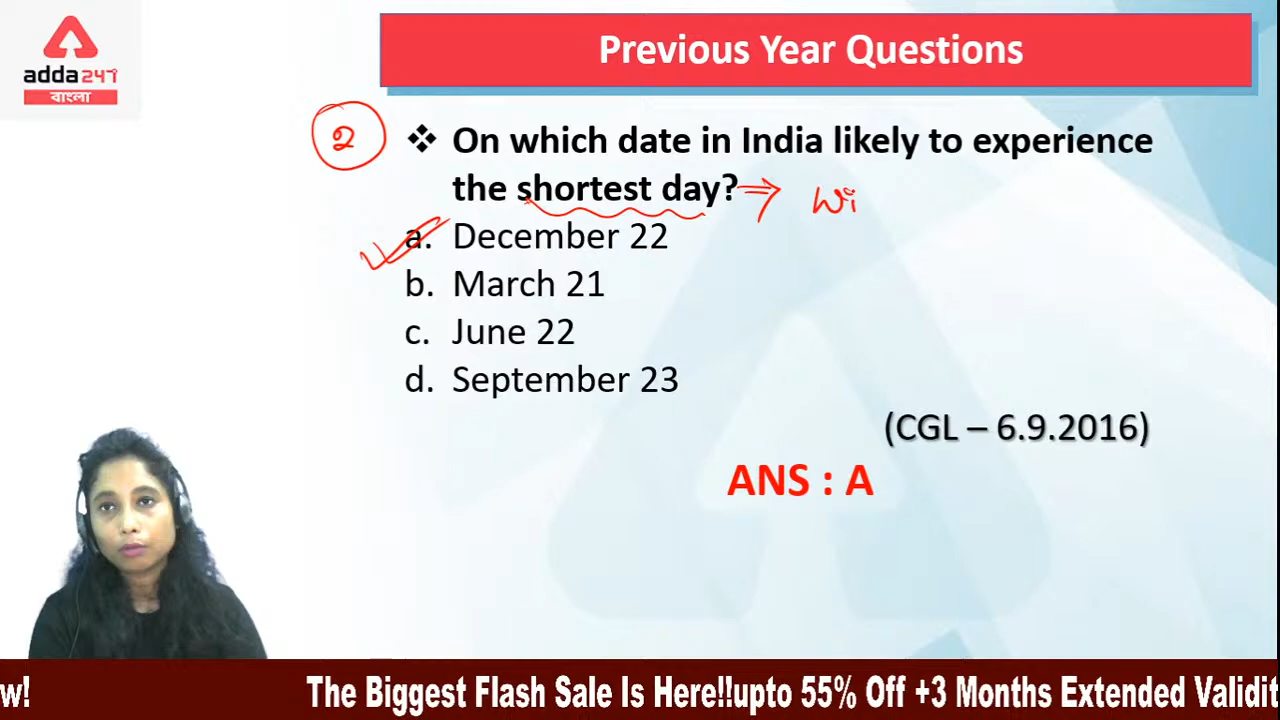 adda247
বাংলা
Previous Year Questions
2
❖ On which date in India likely to experience
the shortest day? ⇒ Wi
a. December 22
b. March 21
c. June 22
d. September 23
(CGL – 6.9.2016)
ANS : A
w! The Biggest Flash Sale Is Here!!upto 55% Off +3 Months Extended Validit